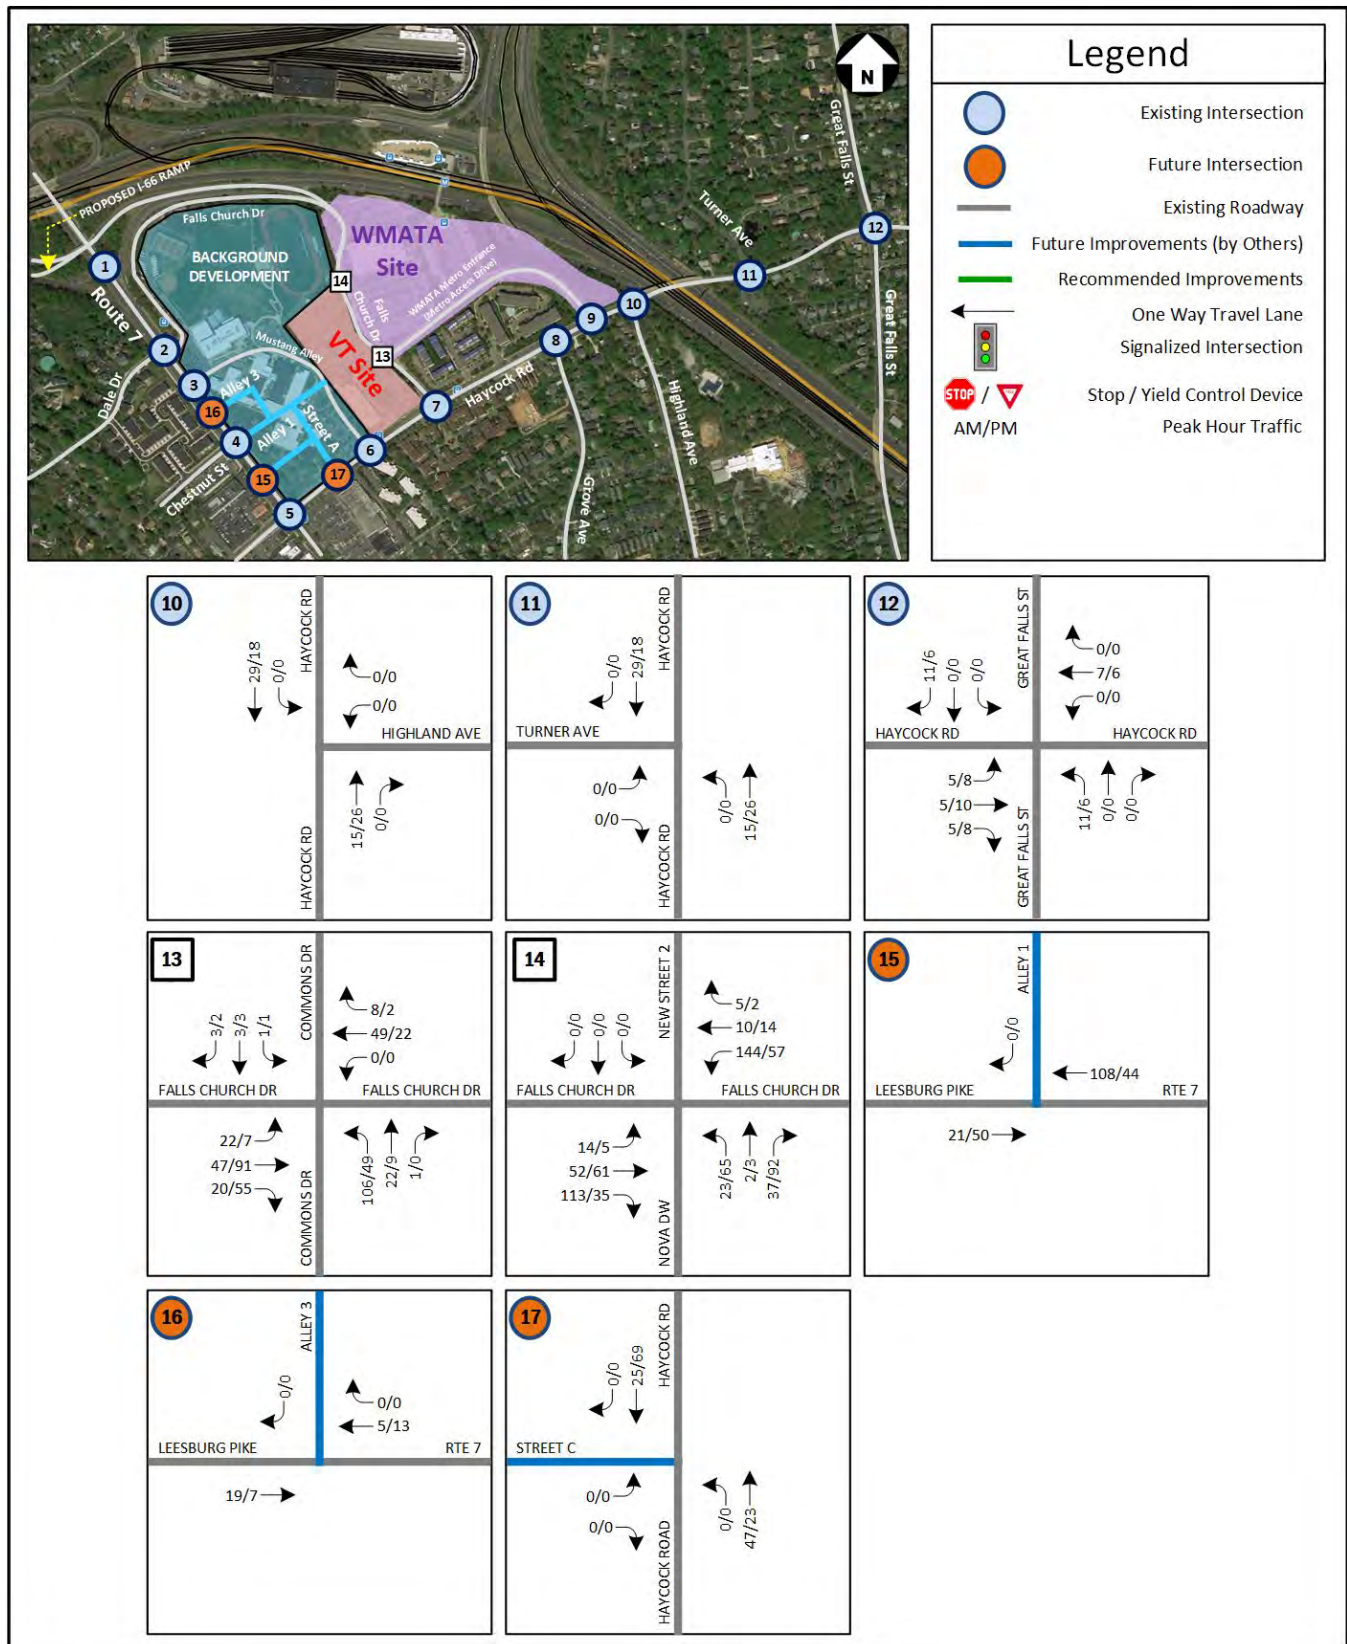 Legend
Existing Intersection
Future Intersection
Existing Roadway
Future Improvements (by Others)
Recommended Improvements
One Way Travel Lane
Signalized Intersection
STOP / YIELD Stop / Yield Control Device
AM/PM Peak Hour Traffic
N
PROPOSED I-66 RAMP
Falls Church Dr
BACKGROUND
DEVELOPMENT
WMATA
Site
WMATA Metro Entrance
(Metro Access Drive)
Falls
Church Dr
VT Site
Mustang Alley
Route 7
Dale Dr
Alley 3
Alley 1
Street A
Chestnut St
Haycock Rd
Grove Ave
Highland Ave
Turner Ave
Great Falls St
Great Falls St
1
2
3
16
4
15
5
17
6
7
8
9
10
11
12
13
14
10
HAYCOCK RD
29/18
0/0
0/0
0/0
HIGHLAND AVE
15/26
0/0
HAYCOCK RD
11
HAYCOCK RD
0/0
29/18
TURNER AVE
0/0
0/0
0/0
15/26
HAYCOCK RD
12
GREAT FALLS ST
11/6
0/0
0/0
0/0
7/6
0/0
HAYCOCK RD
HAYCOCK RD
5/8
5/10
5/8
11/6
0/0
0/0
GREAT FALLS ST
13
COMMONS DR
3/2
3/3
1/1
8/2
49/22
0/0
FALLS CHURCH DR
FALLS CHURCH DR
22/7
47/91
20/55
106/49
22/9
1/0
COMMONS DR
14
NEW STREET 2
0/0
0/0
0/0
5/2
10/14
144/57
FALLS CHURCH DR
FALLS CHURCH DR
14/5
52/61
113/35
23/65
2/3
37/92
NOVA DW
15
ALLEY 1
0/0
108/44
LEESBURG PIKE
RTE 7
21/50
16
ALLEY 3
0/0
0/0
5/13
LEESBURG PIKE
RTE 7
19/7
17
HAYCOCK RD
0/0
25/69
STREET C
0/0
0/0
0/0
47/23
HAYCOCK ROAD